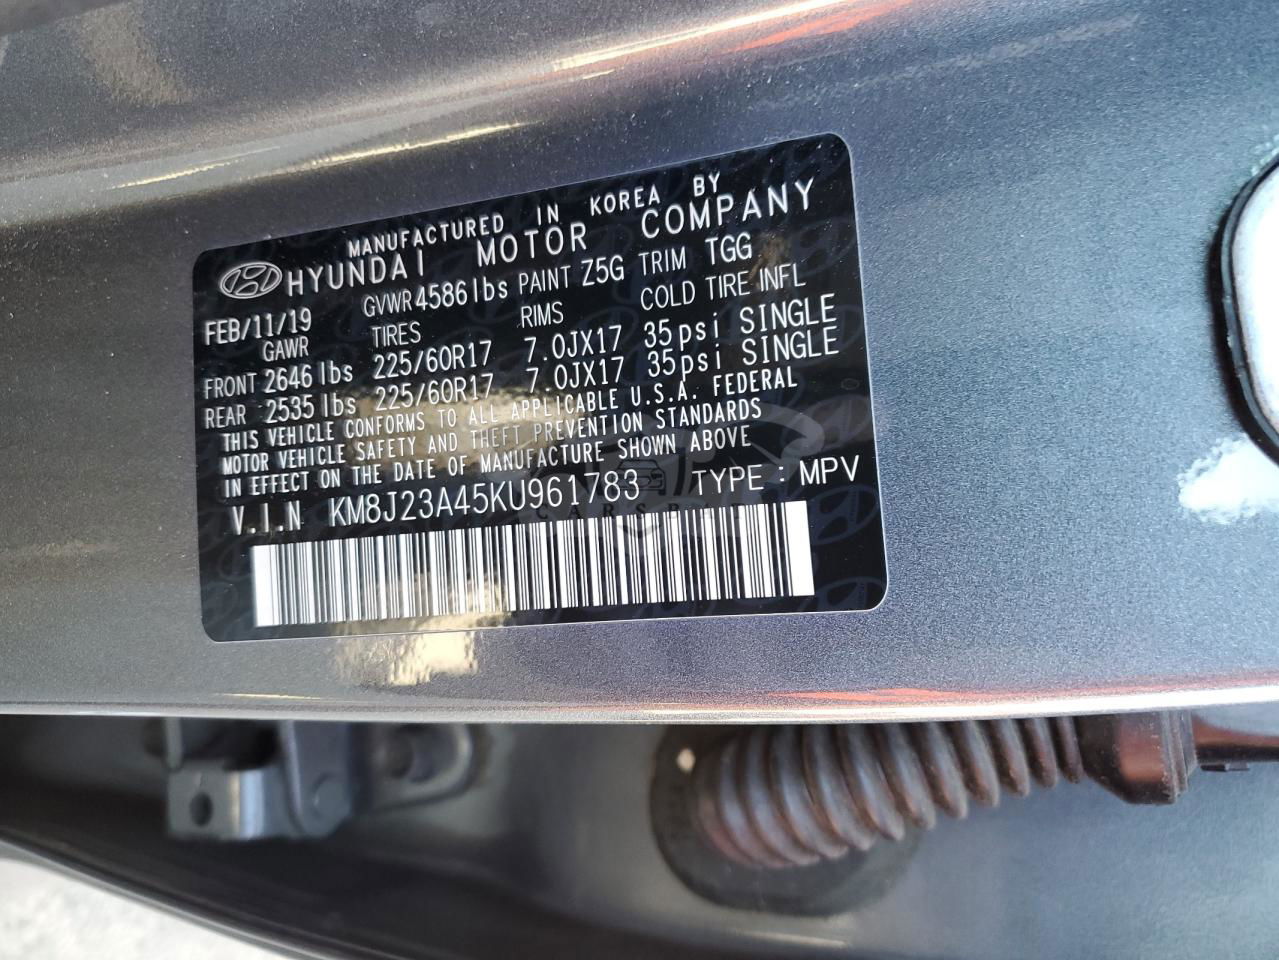 MANUFACTURED IN KOREA BY
HYUNDAI MOTOR COMPANY
FEB/11/19 GVWR 4586 lbs PAINT Z5G TRIM TGG
GAWR TIRES RIMS COLD TIRE INFL
FRONT 2646 lbs 225/60R17 7.0JX17 35psi SINGLE
REAR 2535 lbs 225/60R17 7.0JX17 35psi SINGLE
THIS VEHICLE CONFORMS TO ALL APPLICABLE U.S.A. FEDERAL
MOTOR VEHICLE SAFETY AND THEFT PREVENTION STANDARDS
IN EFFECT ON THE DATE OF MANUFACTURE SHOWN ABOVE
V.I.N KM8J23A45KU961783 TYPE : MPV